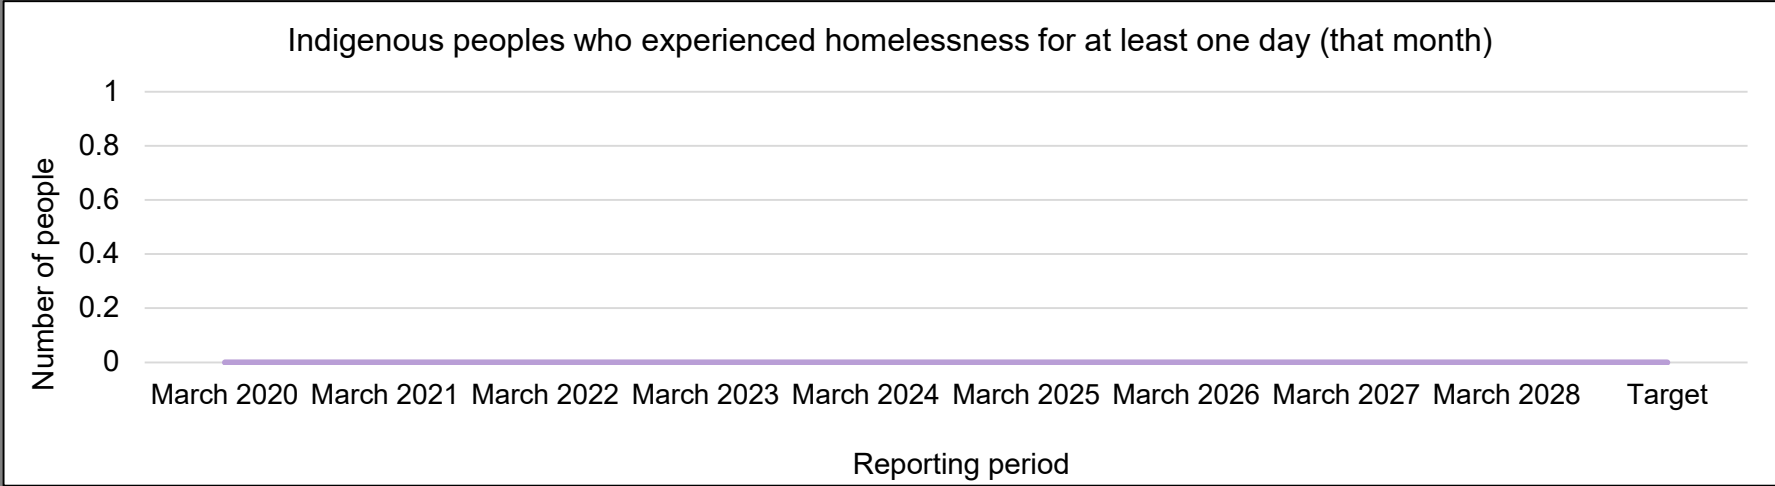 Indigenous peoples who experienced homelessness for at least one day (that month)
Number of people
1
0.8
0.6
0.4
0.2
0
March 2020 March 2021 March 2022 March 2023 March 2024 March 2025 March 2026 March 2027 March 2028 Target
Reporting period